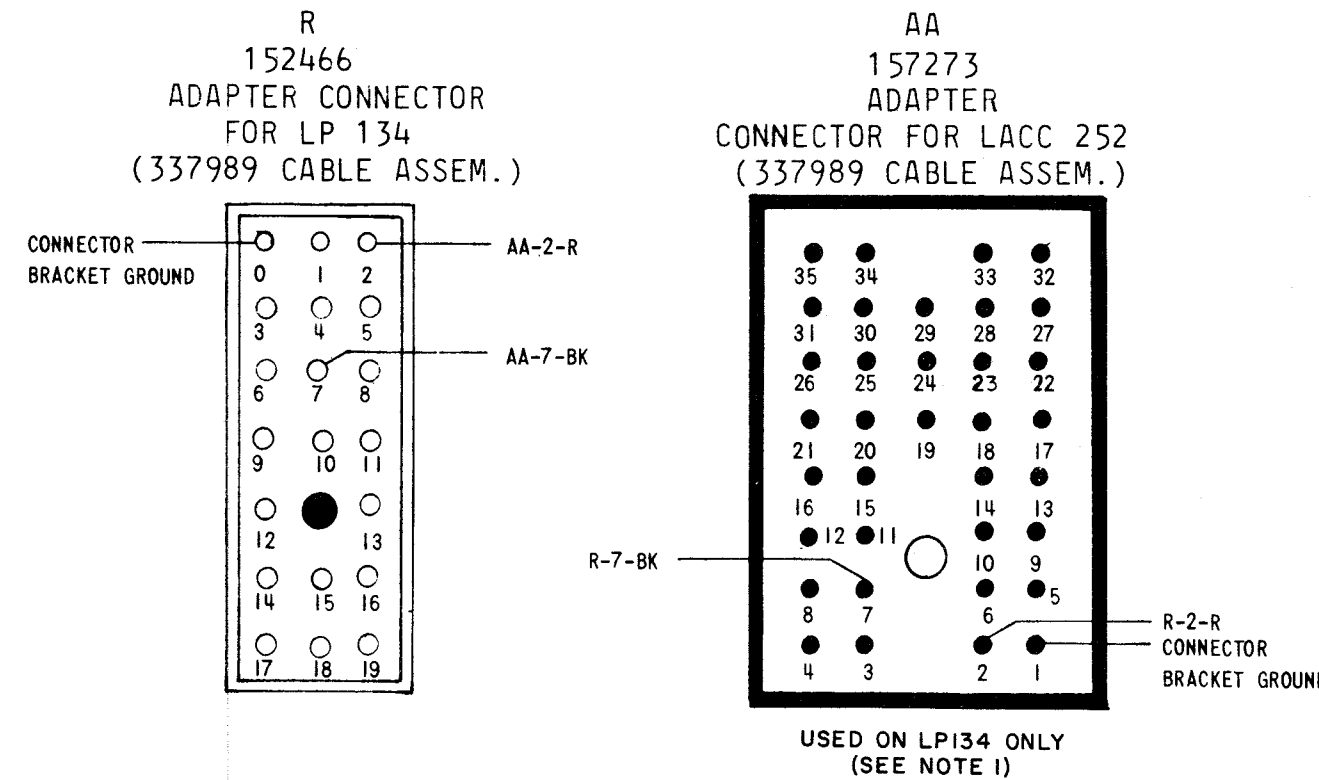 R
152466
ADAPTER CONNECTOR
FOR LP 134
(337989 CABLE ASSEM.)
CONNECTOR
BRACKET GROUND
AA-2-R
0 1 2
3 4 5
AA-7-BK
6 7 8
9 10 11
12 13
14 15 16
17 18 19
AA
157273
ADAPTER
CONNECTOR FOR LACC 252
(337989 CABLE ASSEM.)
35 34 33 32
31 30 29 28 27
26 25 24 23 22
21 20 19 18 17
16 15 14 13
12 11 10 9
R-7-BK
8 7 6 5
R-2-R
CONNECTOR
BRACKET GROUN
4 3 2 1
USED ON LP134 ONLY
(SEE NOTE 1)